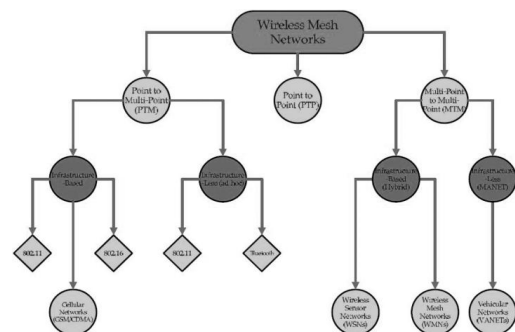 Wireless Mesh
Networks
Point to
Multi-Point
(PTM)
Point to
Point (PTP)
Multi-Point
to Multi-
Point (MTM)
Infrastructure
-Based
Infrastructure
-Less (ad hoc)
Infrastructure
-Based
(Hybrid)
Infrastructure
-Less
(MANET)
802.11
802.16
802.11
Bluetooth
Cellular
Networks
(GSM/CDMA)
Wireless
Sensor
Networks
(WSNs)
Wireless
Mesh
Networks
(WMNs)
Vehicular
Networks
(VANETs)